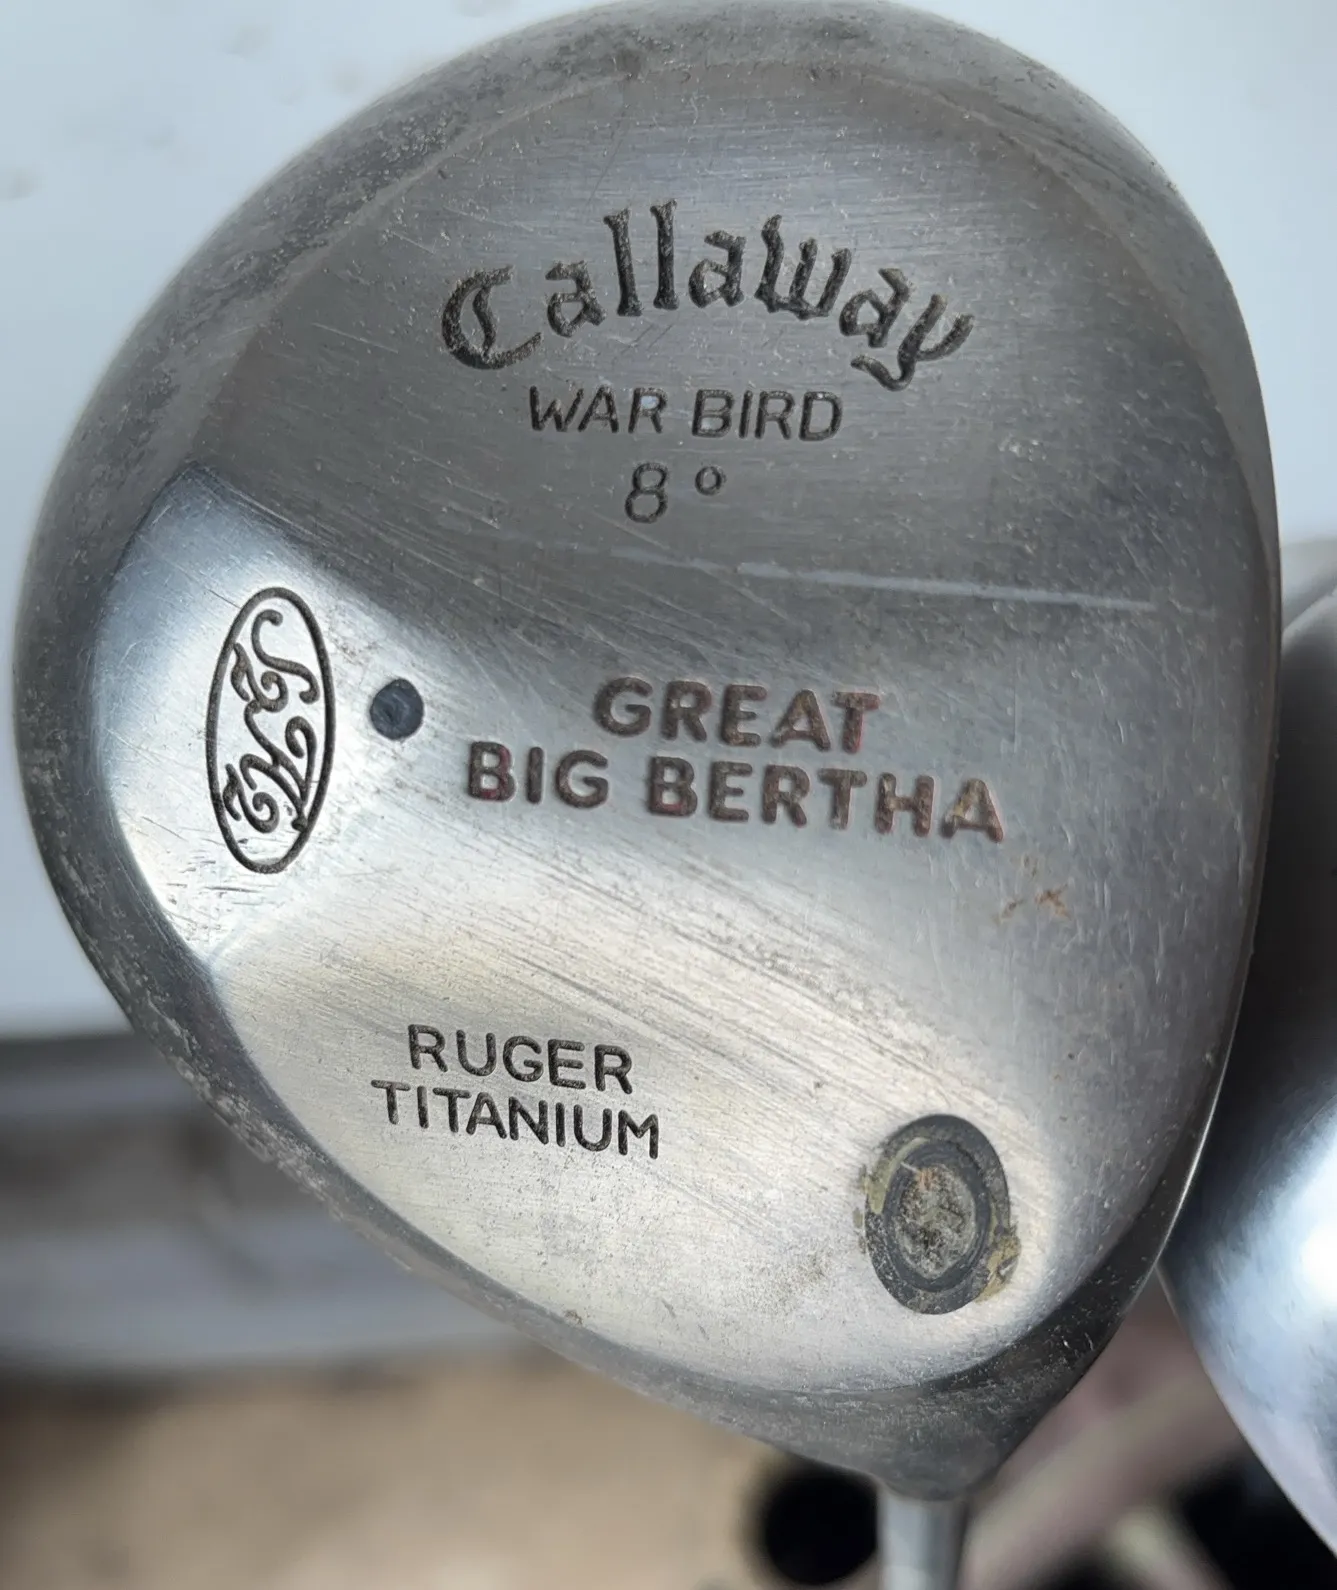 Callaway
WAR BIRD
8°
GREAT
BIG BERTHA
RUGER
TITANIUM